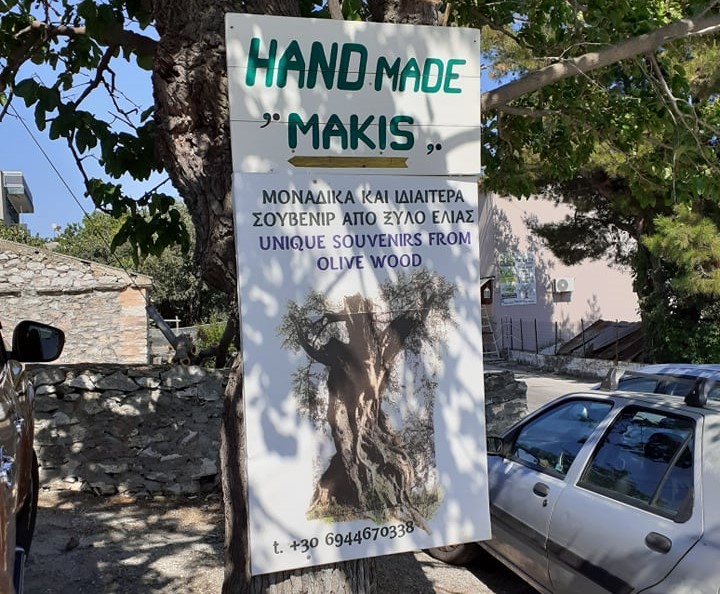 HAND MADE
„ MAKIS „
ΜΟΝΑΔΙΚΑ ΚΑΙ ΙΔΙΑΙΤΕΡΑ
ΣΟΥΒΕΝΙΡ ΑΠΟ ΞΥΛΟ ΕΛΙΑΣ
UNIQUE SOUVENIRS FROM
OLIVE WOOD
t. +30 6944670338